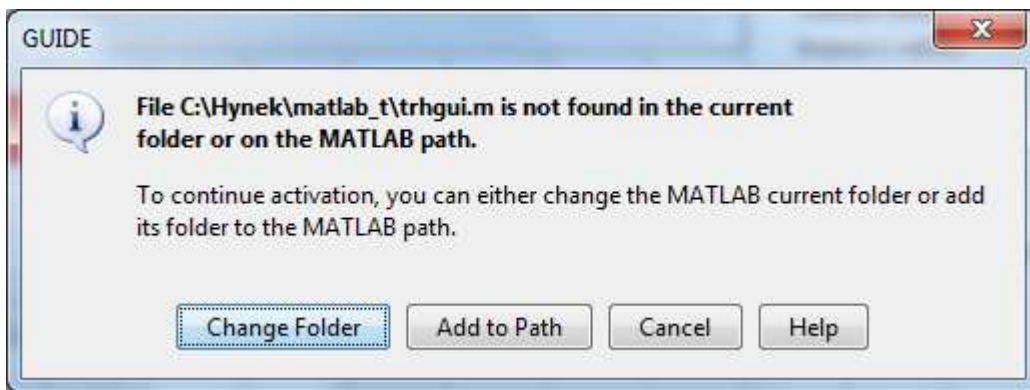 GUIDE
File C:\Hynek\matlab_t\trhgui.m is not found in the current
folder or on the MATLAB path.
To continue activation, you can either change the MATLAB current folder or add
its folder to the MATLAB path.
Change Folder Add to Path Cancel Help